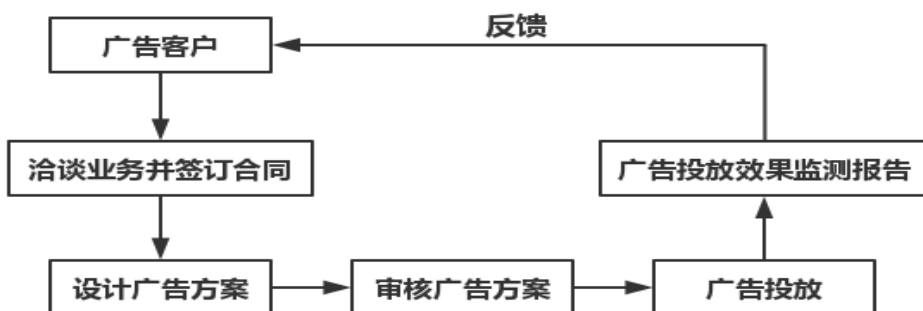 反馈
广告客户
洽谈业务并签订合同
广告投放效果监测报告
设计广告方案
审核广告方案
广告投放